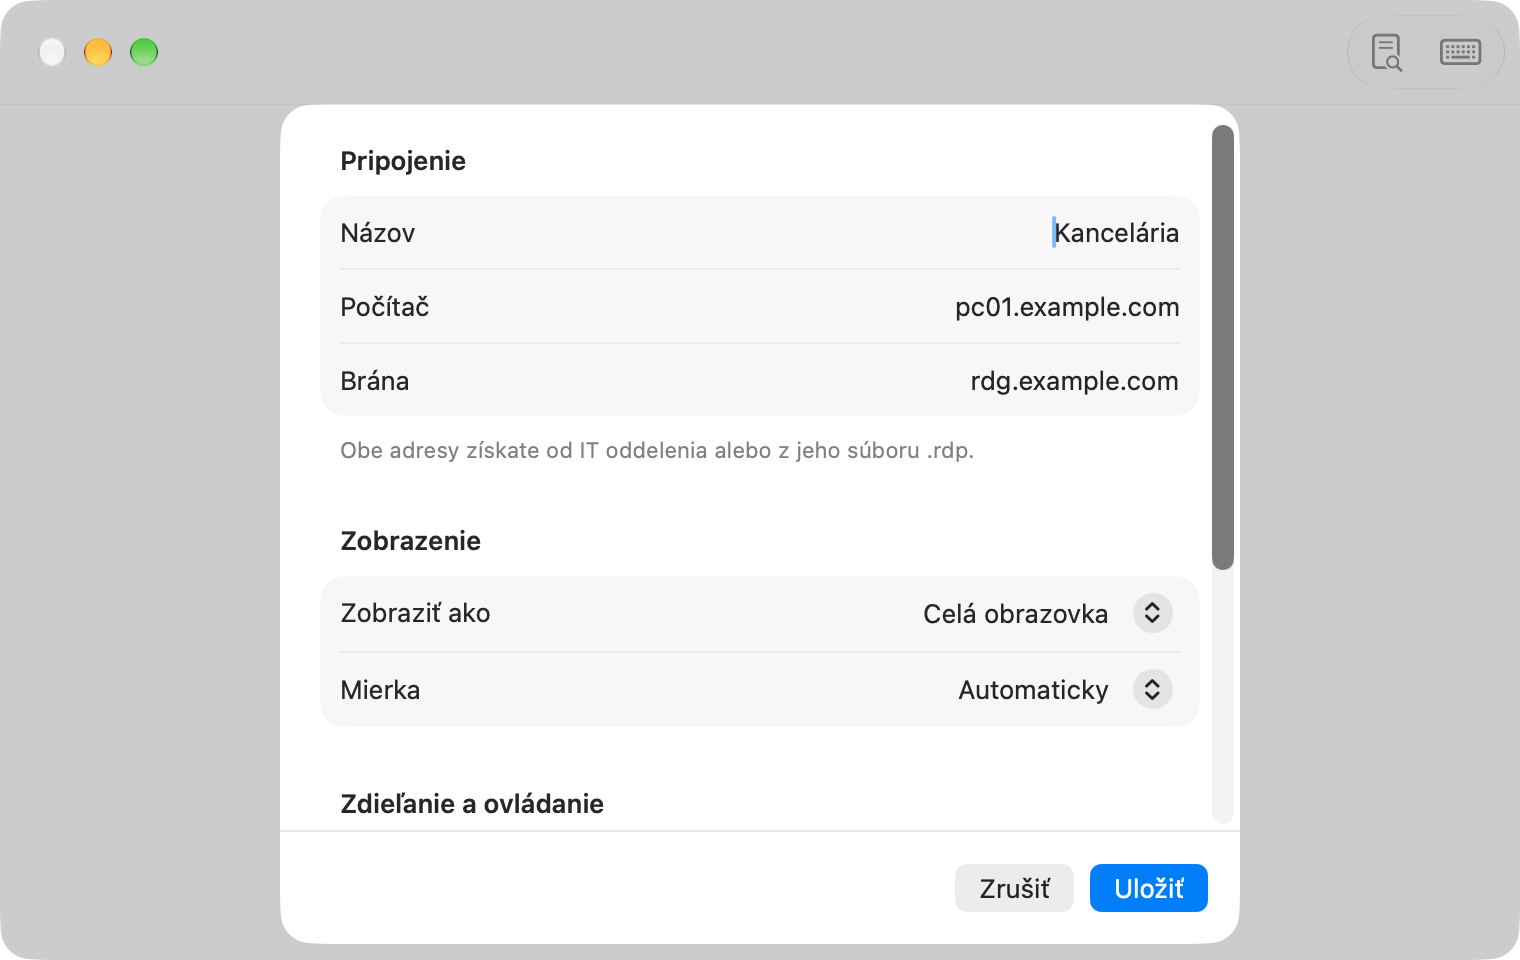 Pripojenie
Názov Kancelária
Počítač pc01.example.com
Brána rdg.example.com
Obe adresy získate od IT oddelenia alebo z jeho súboru .rdp.
Zobrazenie
Zobraziť ako Celá obrazovka
Mierka Automaticky
Zdieľanie a ovládanie
Zrušiť Uložiť